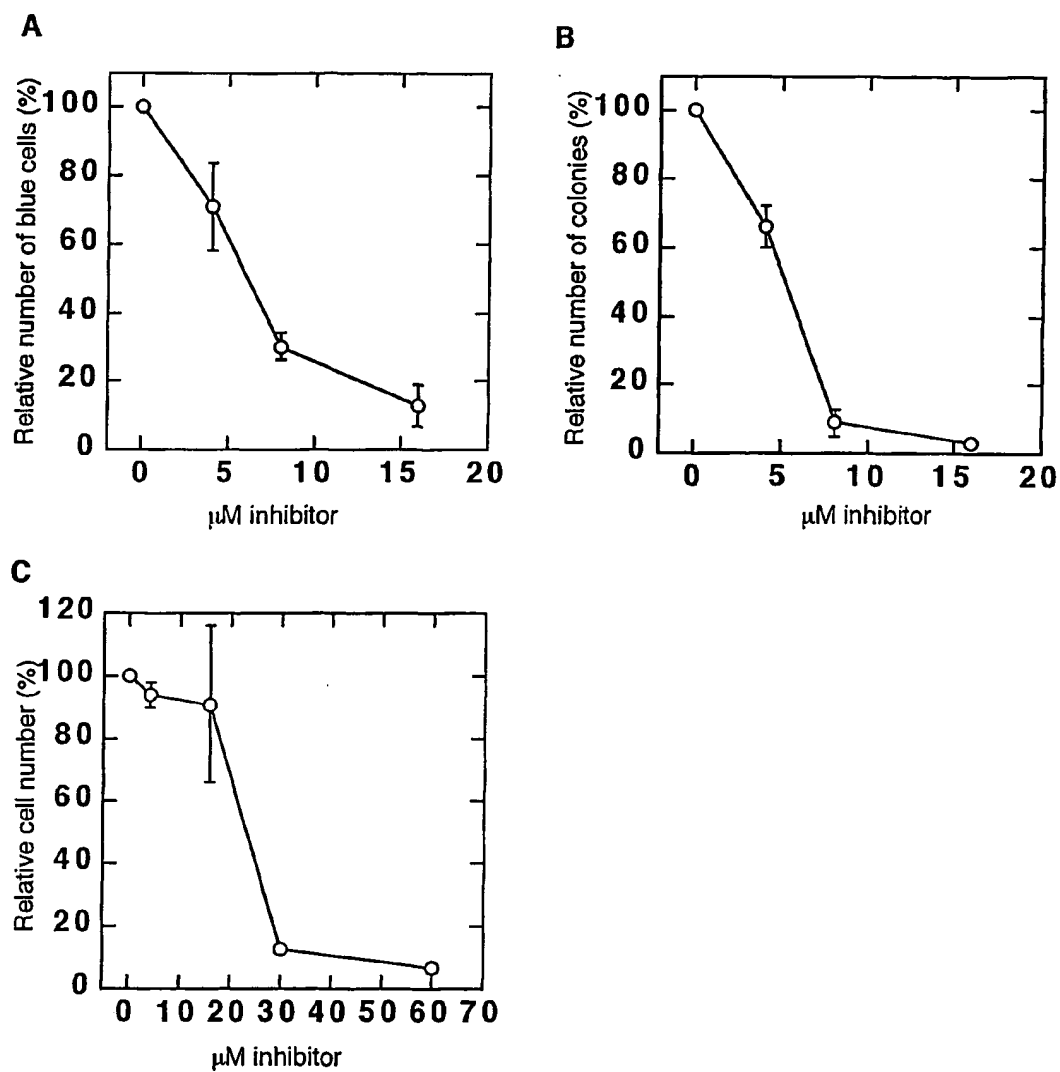 A
Relative number of blue cells (%)
100
80
60
40
20
0
0 5 10 15 20
μM inhibitor
B
Relative number of colonies (%)
100
80
60
40
20
0
0 5 10 15 20
μM inhibitor
C
Relative cell number (%)
120
100
80
60
40
20
0
0 10 20 30 40 50 60 70
μM inhibitor